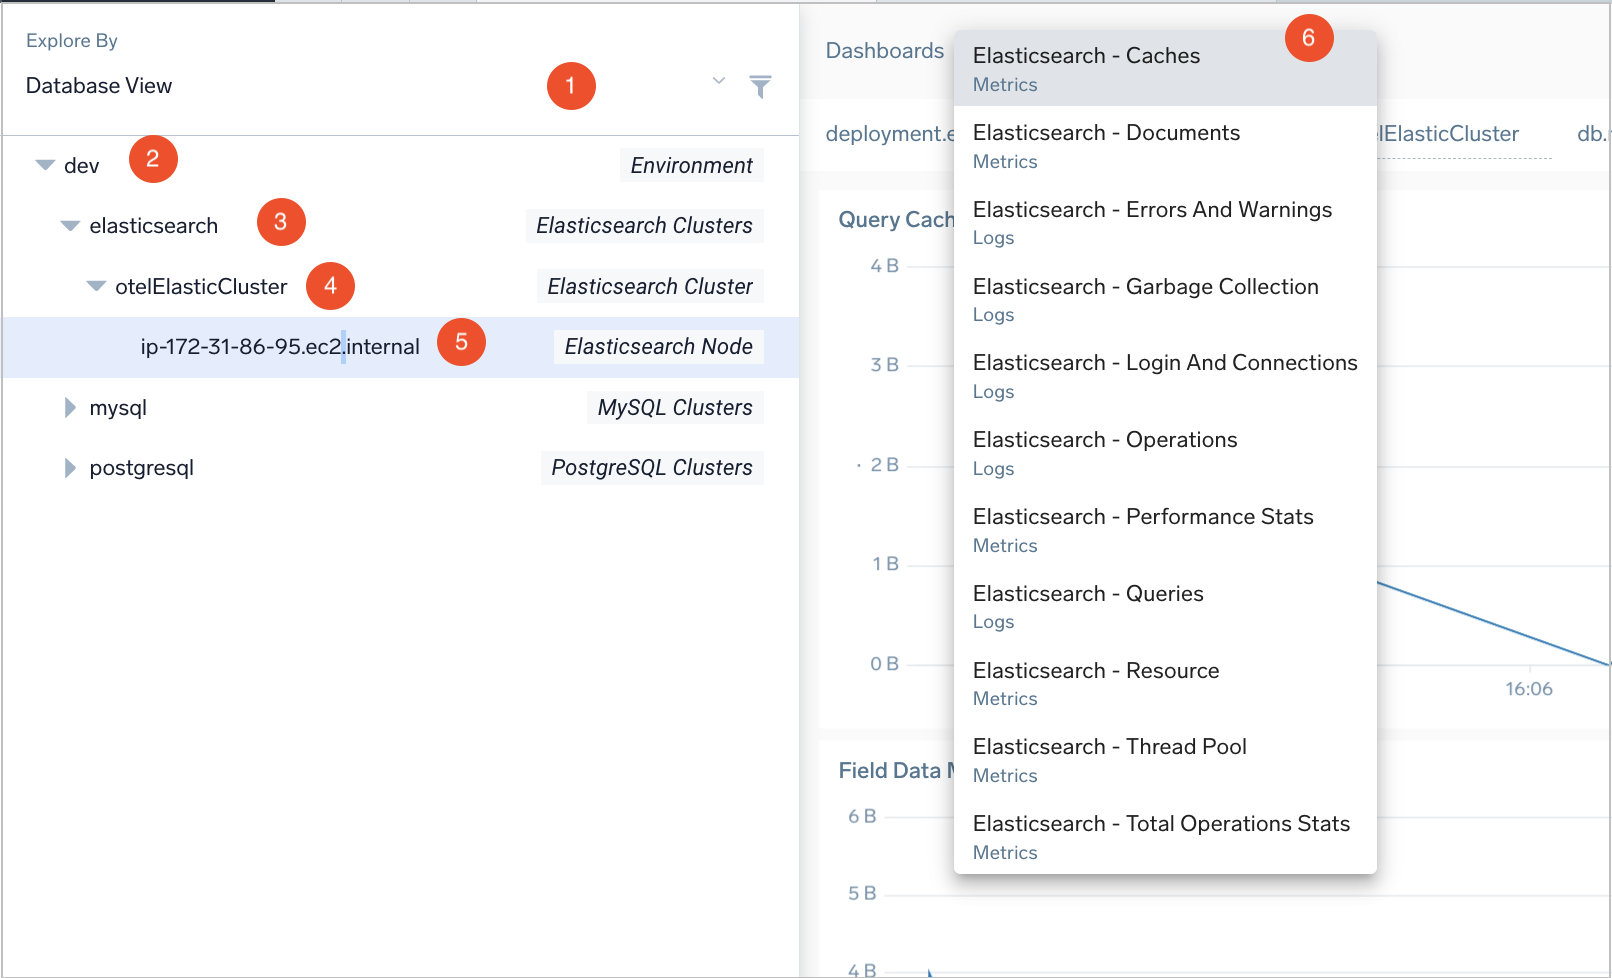 Explore By
Database View
1
dev
2
Environment
elasticsearch
3
Elasticsearch Clusters
otelElasticCluster
4
Elasticsearch Cluster
ip-172-31-86-95.ec2.internal
5
Elasticsearch Node
mysql
MySQL Clusters
postgresql
PostgreSQL Clusters
Dashboards
6
Elasticsearch - Caches
Metrics
Elasticsearch - Documents
Metrics
Elasticsearch - Errors And Warnings
Logs
Elasticsearch - Garbage Collection
Logs
Elasticsearch - Login And Connections
Logs
Elasticsearch - Operations
Logs
Elasticsearch - Performance Stats
Metrics
Elasticsearch - Queries
Logs
Elasticsearch - Resource
Metrics
Elasticsearch - Thread Pool
Metrics
Elasticsearch - Total Operations Stats
Metrics
deployment.e
lElasticCluster
db.
Query Cach
4 B
3 B
2 B
1 B
0 B
16:06
Field Data M
6 B
5 B
4 B